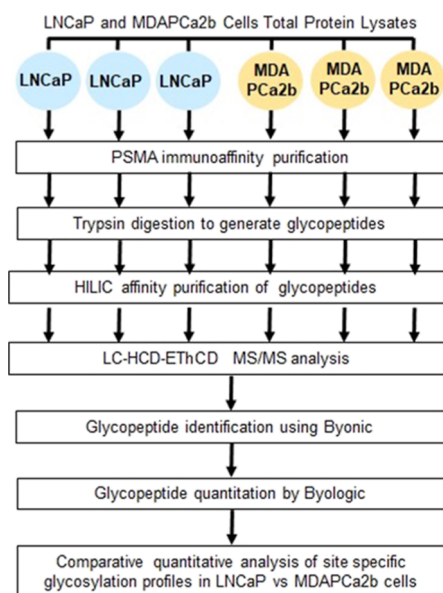 LNCaP and MDAPCa2b Cells Total Protein Lysates
LNCaP LNCaP LNCaP MDA MDA MDA
PCa2b PCa2b PCa2b
PSMA immunoaffinity purification
Trypsin digestion to generate glycopeptides
HILIC affinity purification of glycopeptides
LC-HCD-EThCD MS/MS analysis
Glycopeptide identification using Byonic
Glycopeptide quantitation by Byologic
Comparative quantitative analysis of site specific
glycosylation profiles in LNCaP vs MDAPCa2b cells